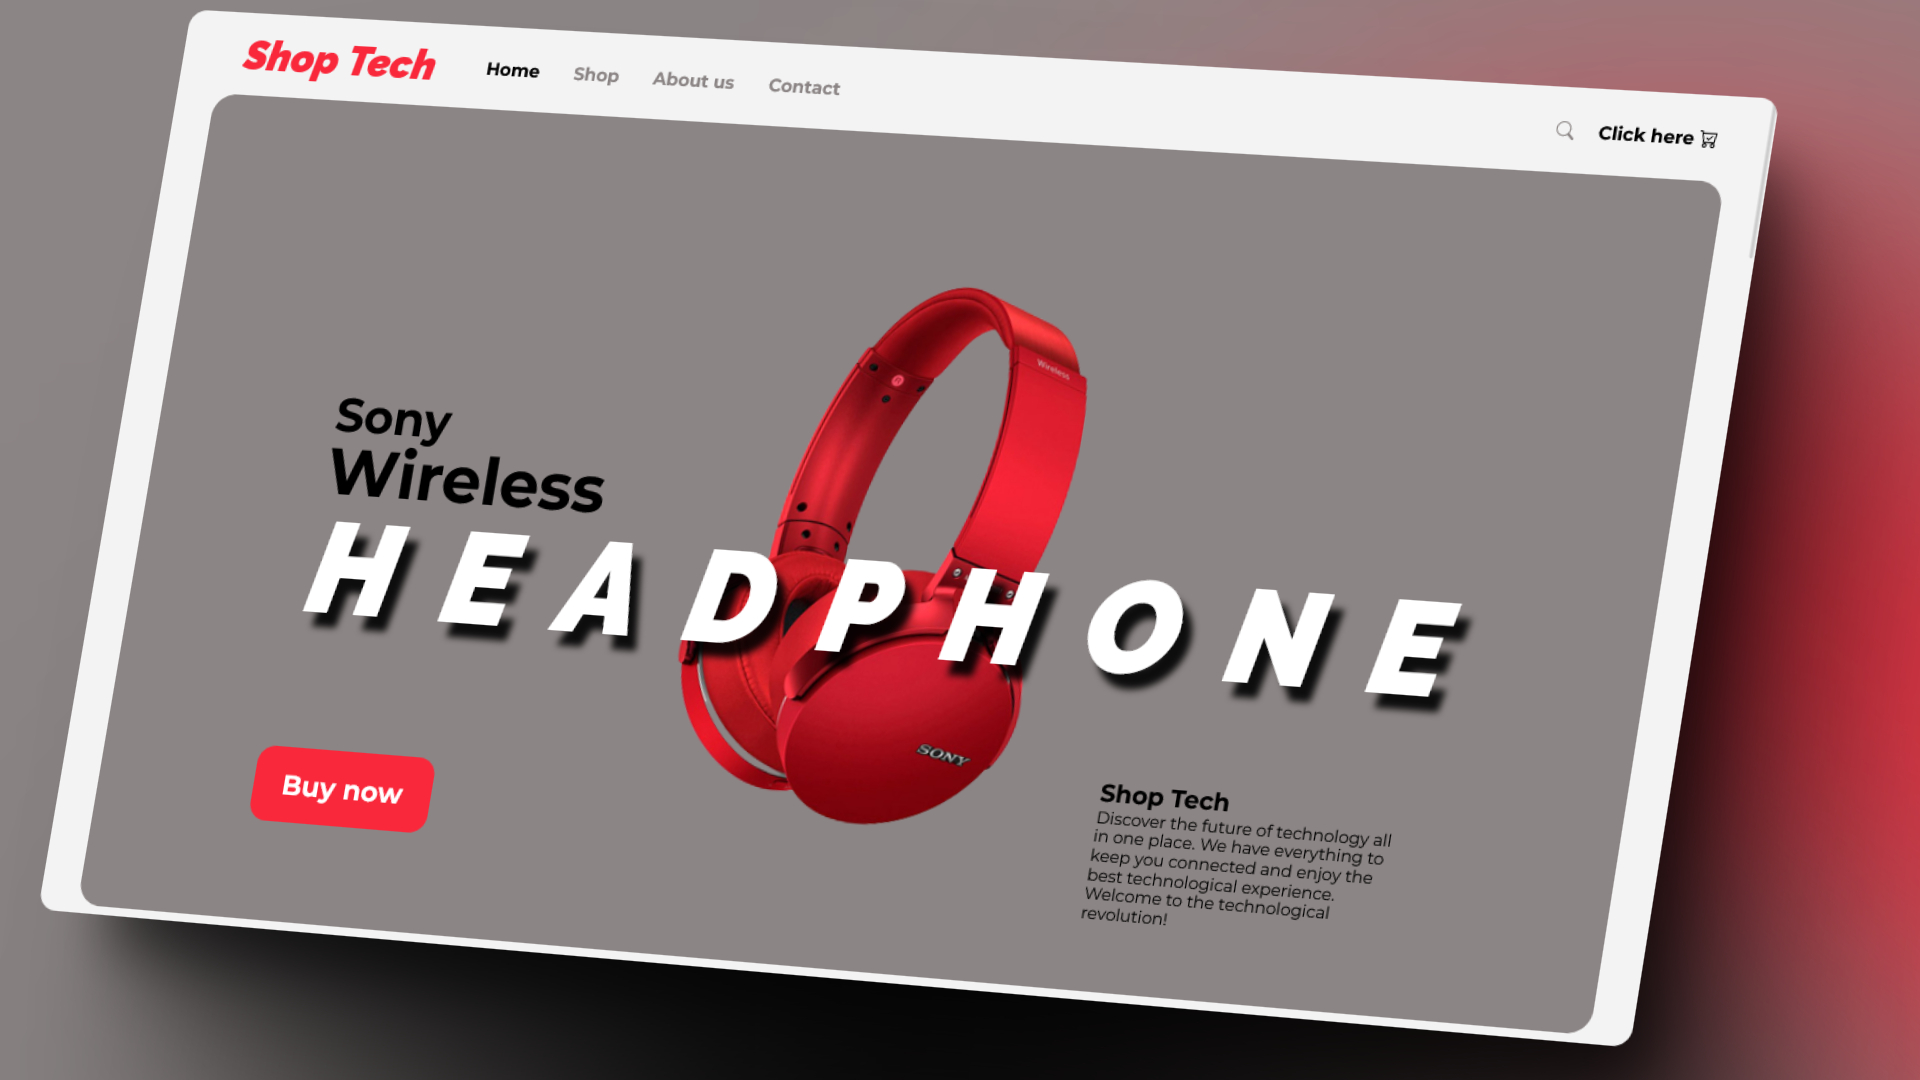 Shop Tech
Home
Shop
About us
Contact
Click here
Wireless
Sony
Wireless
HEADPHONE
SONY
Buy now
Shop Tech
Discover the future of technology all
in one place. We have everything to
keep you connected and enjoy the
best technological experience.
Welcome to the technological
revolution!